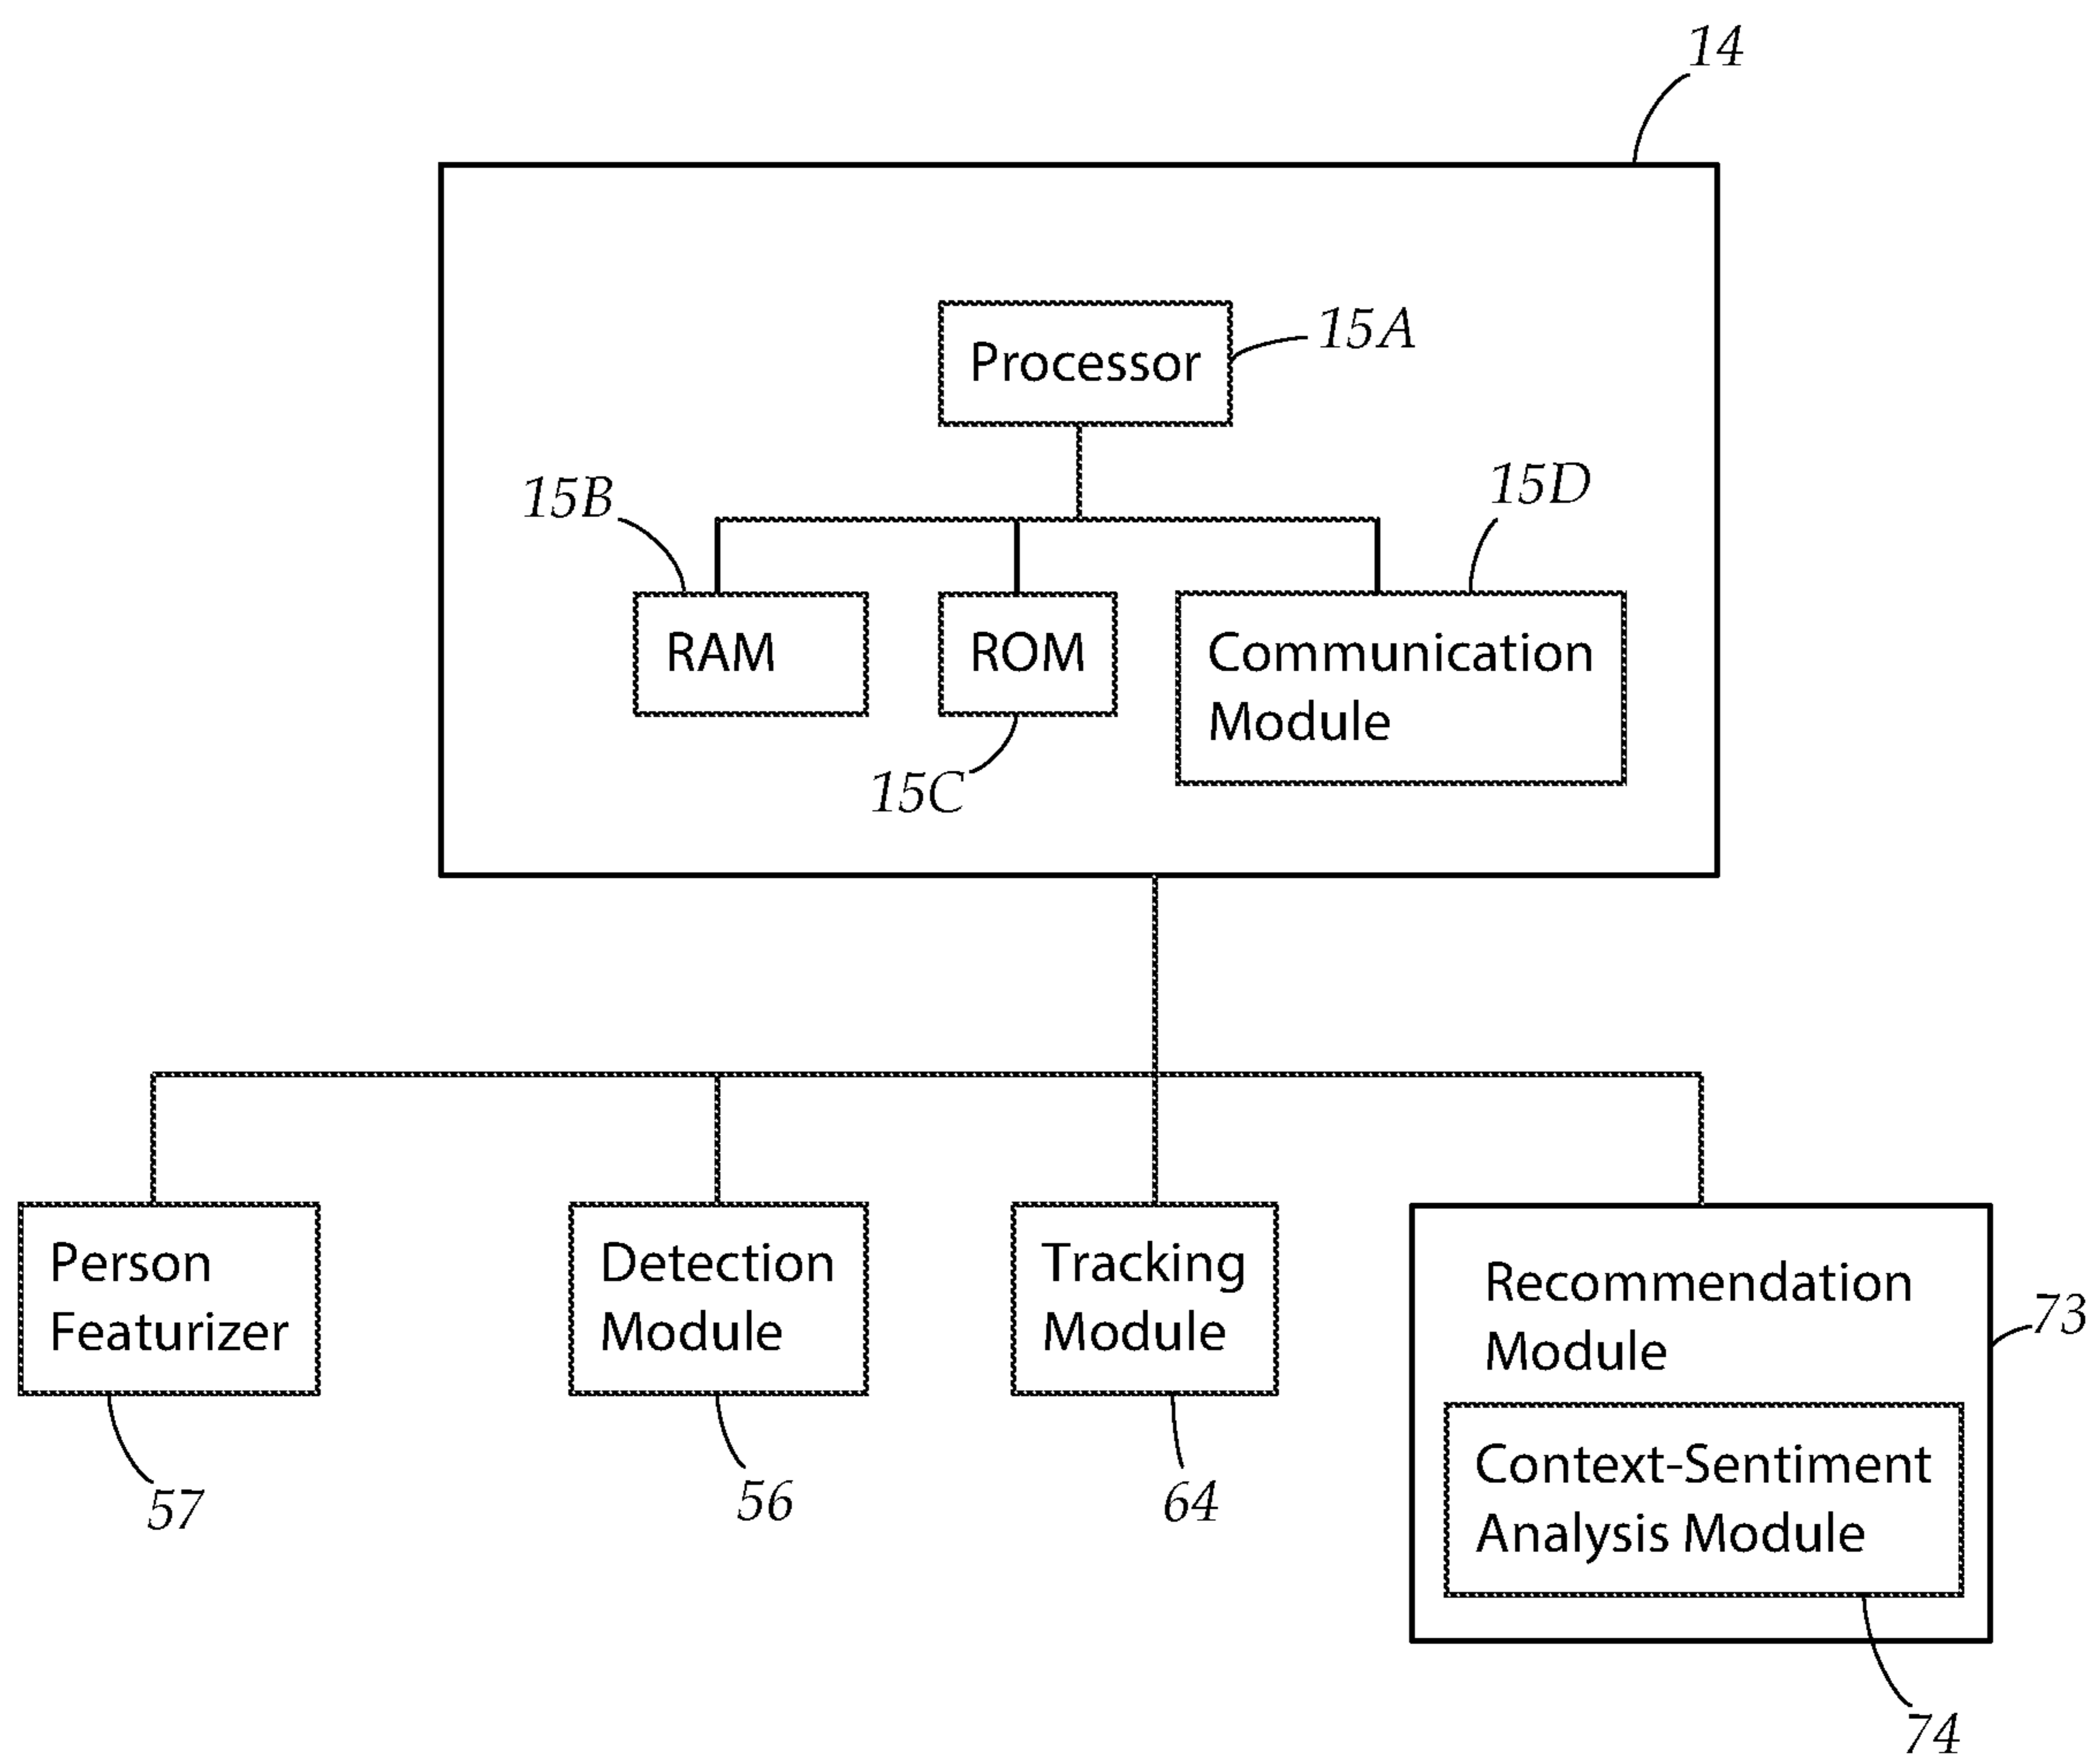 14
Processor
15A
15B
15D
RAM
ROM
Communication
Module
15C
Person
Featurizer
Detection
Module
Tracking
Module
Recommendation
Module
73
Context-Sentiment
Analysis Module
57
56
64
74